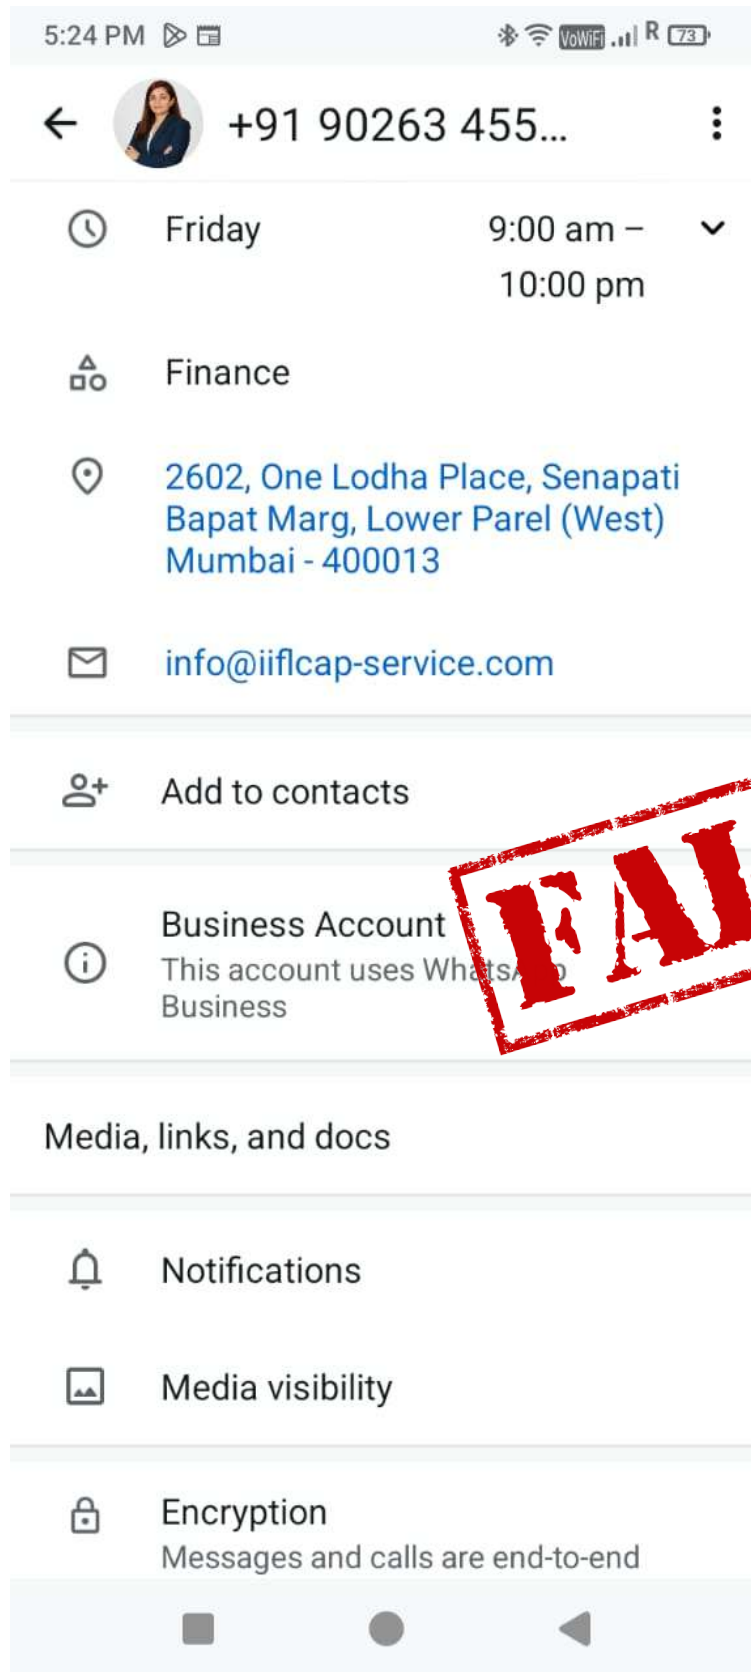 5:24 PM
VoWiFi R 73
+91 90263 455...
Friday 9:00 am –
10:00 pm
Finance
2602, One Lodha Place, Senapati
Bapat Marg, Lower Parel (West)
Mumbai - 400013
info@iiflcap-service.com
Add to contacts
Business Account
This account uses WhatsApp
Business
Media, links, and docs
Notifications
Media visibility
Encryption
Messages and calls are end-to-end